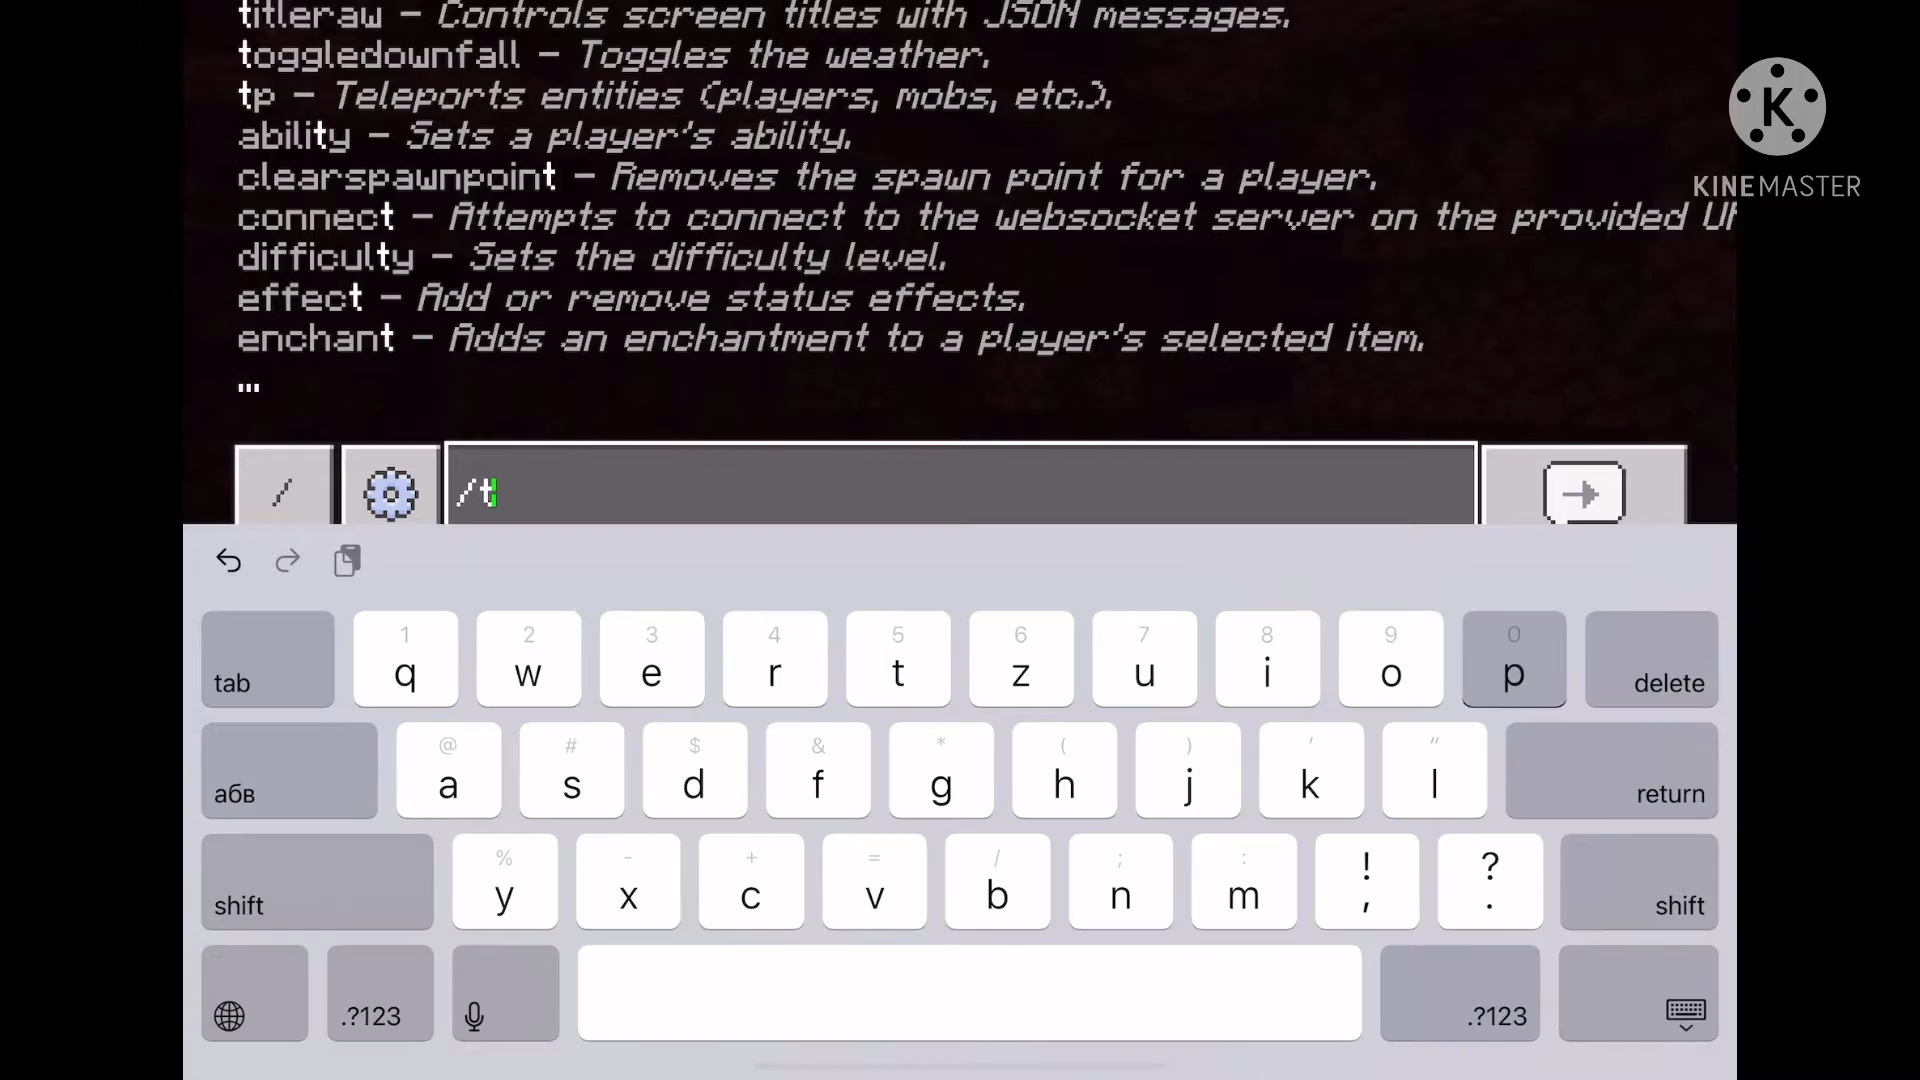 titleraw – Controls screen titles with JSON messages.
toggledownfall – Toggles the weather.
tp – Teleports entities (players, mobs, etc.).
ability – Sets a player's ability.
clearspawnpoint – Removes the spawn point for a player.
connect – Attempts to connect to the websocket server on the provided
difficulty – Sets the difficulty level.
effect – Add or remove status effects.
enchant – Adds an enchantment to a player's selected item.
...
K
KINEMASTER
/ /t
1 2 3 4 5 6 7 8 9 0
tab q w e r t z u i o p delete
@ # $ & * ( ) ' "
абв a s d f g h j k l return
% - + = / ; : ! ?
shift y x c v b n m , . shift
.?123 .?123